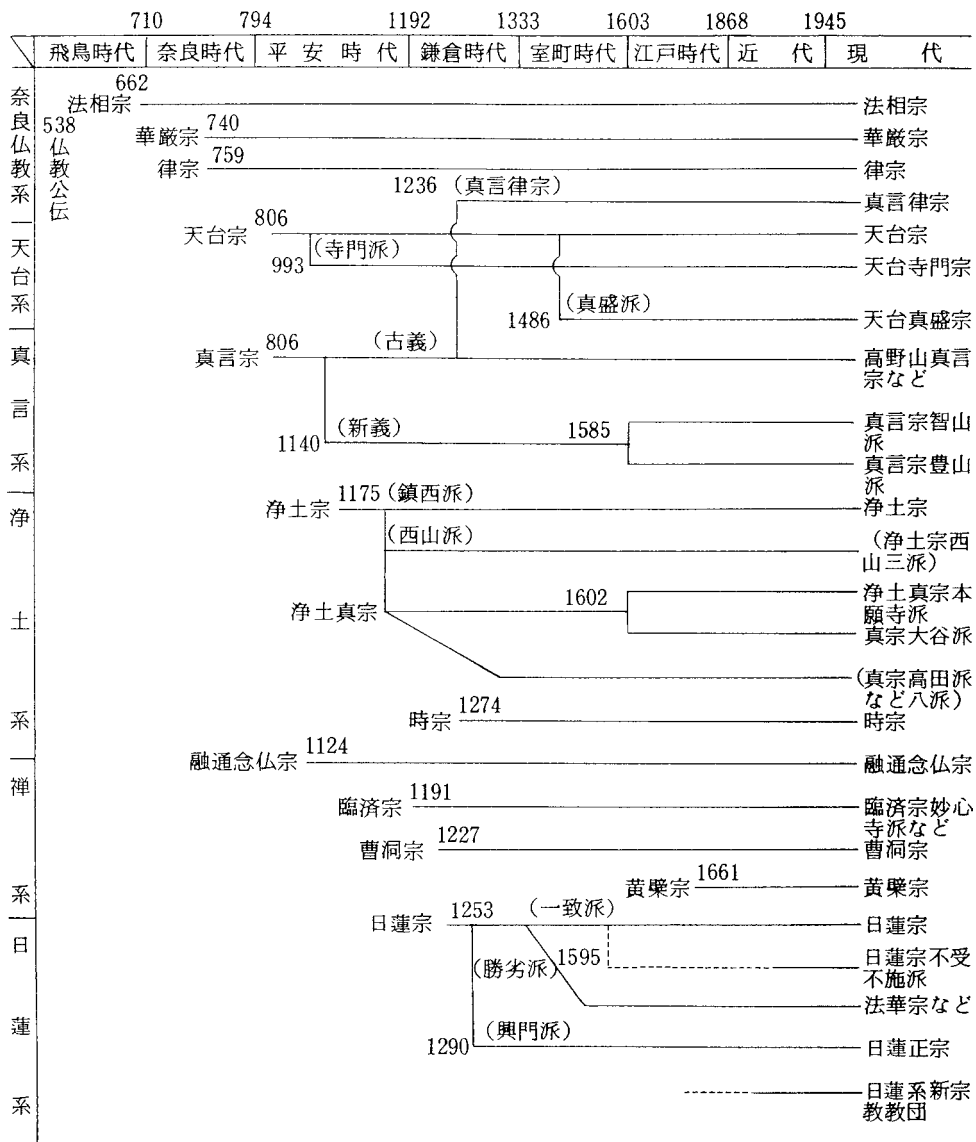 710 794 1192 1333 1603 1868 1945
飛鳥時代 奈良時代 平安時代 鎌倉時代 室町時代 江戸時代 近代 現代
奈良仏教系
538
仏教公伝
662
法相宗 法相宗
740
華厳宗 華厳宗
759
律宗 律宗
1236 (真言律宗)
真言律宗
天台系
806
天台宗 天台宗
(寺門派)
993 天台寺門宗
(真盛派)
1486 天台真盛宗
真言系
806 (古義)
真言宗 高野山真言
宗など
(新義)
1140
1585 真言宗智山
派
真言宗豊山
派
浄土系
1175 (鎮西派)
浄土宗 浄土宗
(西山派) (浄土宗西
山三派)
浄土真宗 1602 浄土真宗本
願寺派
真宗大谷派
(真宗高田派
など八派)
1274
時宗 時宗
1124
融通念仏宗 融通念仏宗
禅系
1191
臨済宗 臨済宗妙心
寺派など
1227
曹洞宗 曹洞宗
1661
黄檗宗 黄檗宗
日蓮系
1253 (一致派)
日蓮宗 日蓮宗
(勝劣派) 1595 日蓮宗不受
不施派
法華宗など
(興門派)
1290 日蓮正宗
日蓮系新宗
教教団